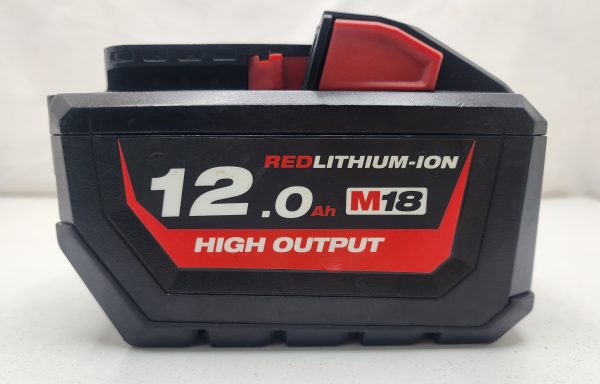 REDLITHIUM-ION
12.0Ah M18
HIGH OUTPUT